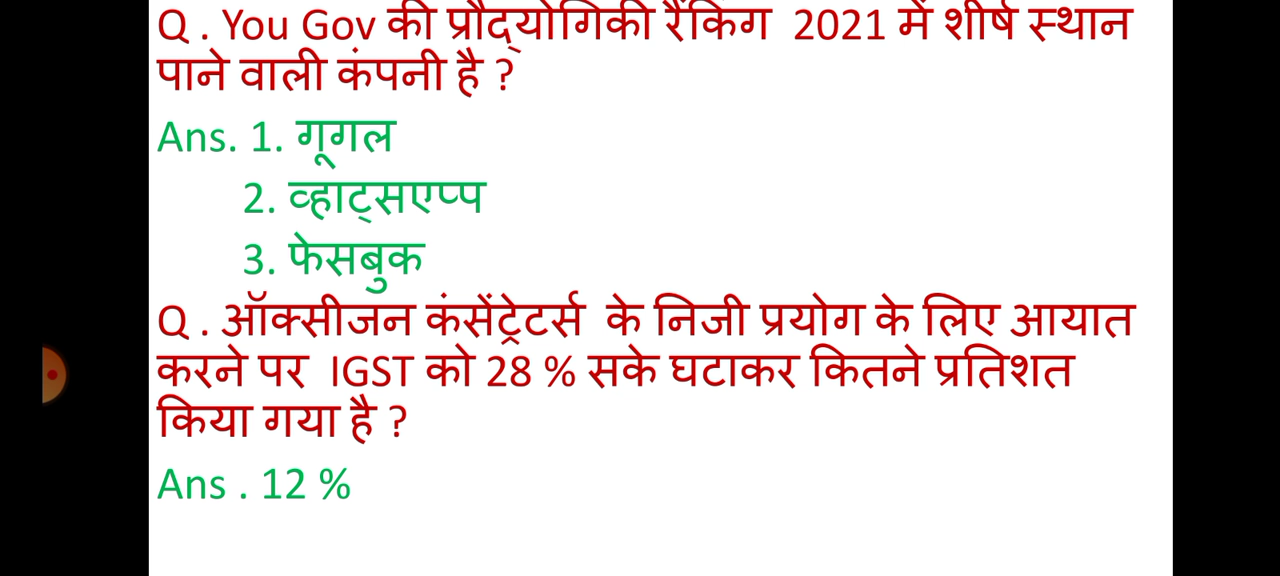 Q . You Gov की प्रौद्योगिकी रैंकिंग 2021 में शीर्ष स्थान
पाने वाली कंपनी है ?
Ans. 1. गूगल
2. व्हाट्सएप्प
3. फेसबुक
Q . ऑक्सीजन कंसेंट्रेटर्स के निजी प्रयोग के लिए आयात
करने पर IGST को 28 % सके घटाकर कितने प्रतिशत
किया गया है ?
Ans . 12 %